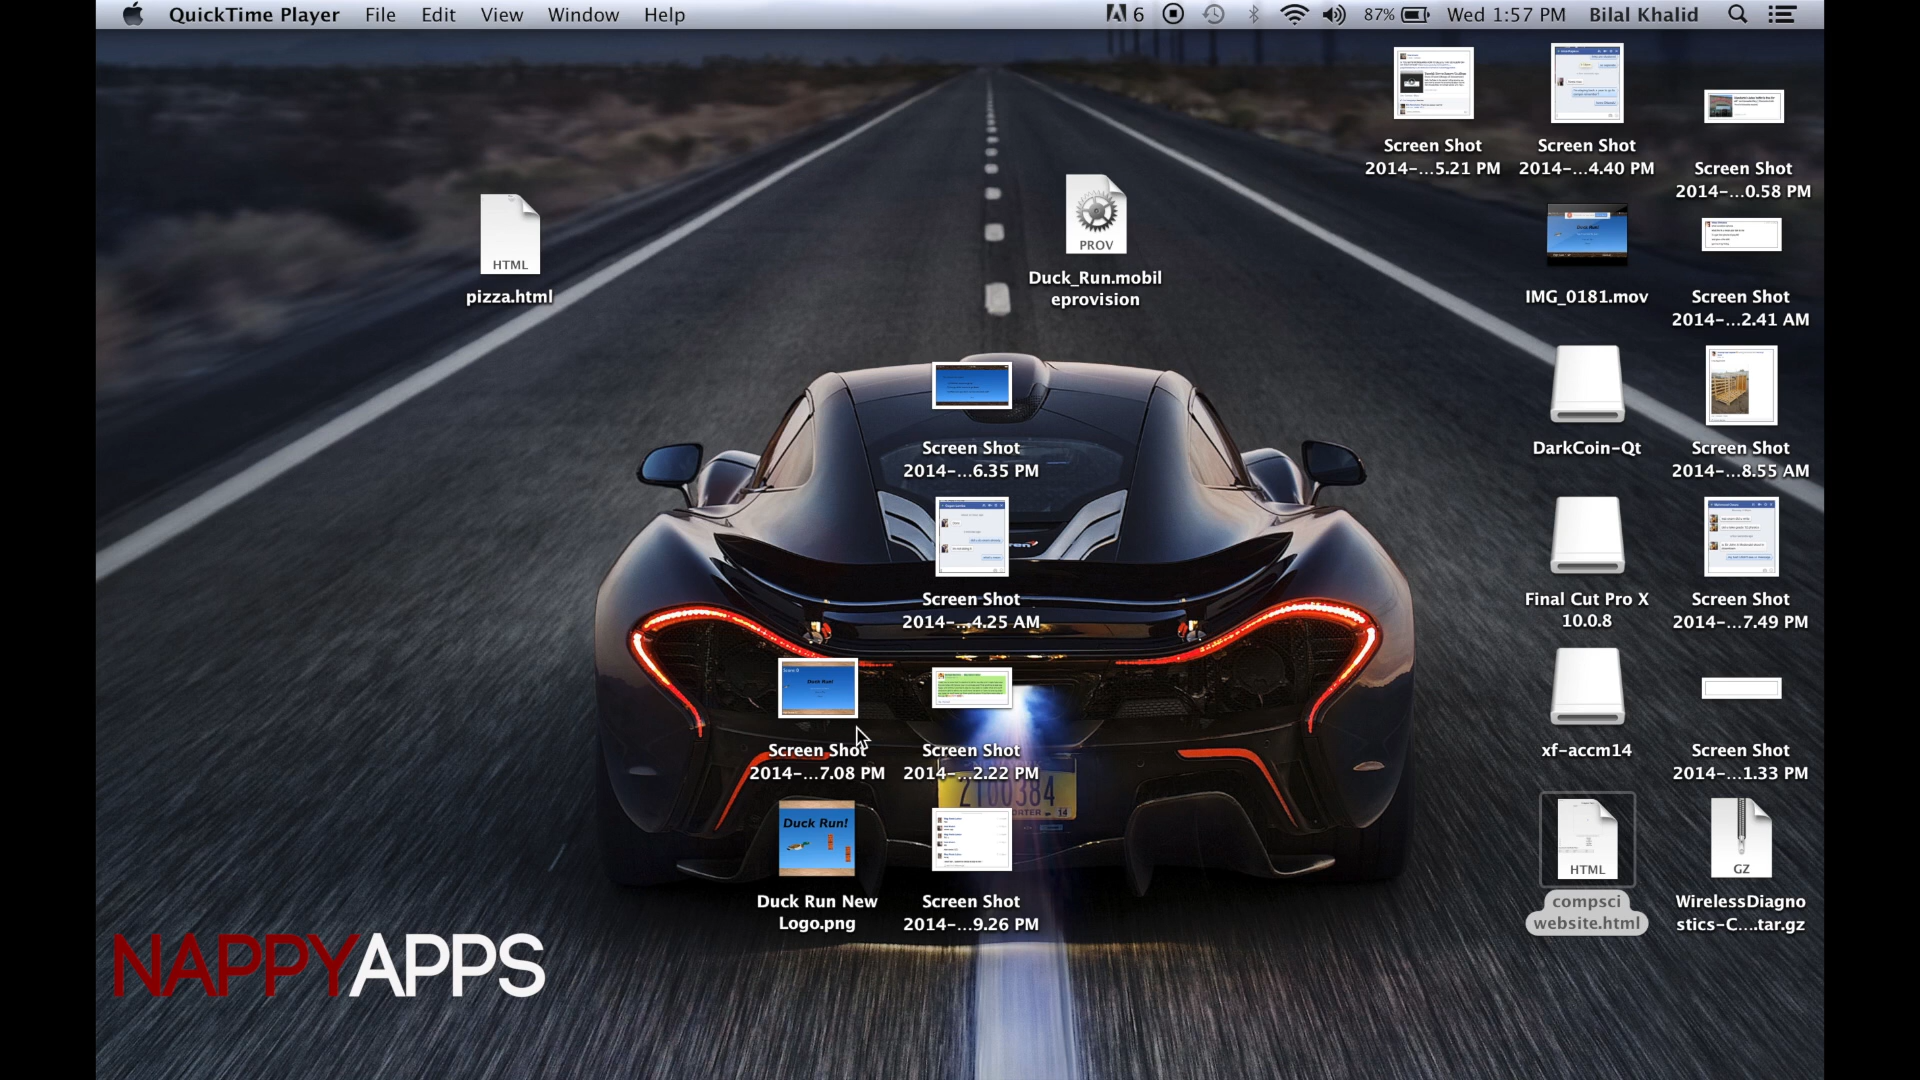 QuickTime Player File Edit View Window Help
6 87% Wed 1:57 PM Bilal Khalid
Screen Shot
2014-...5.21 PM
Screen Shot
2014-...4.40 PM
Screen Shot
2014-...0.58 PM
HTML
pizza.html
PROV
Duck_Run.mobil
eprovision
IMG_0181.mov
Screen Shot
2014-...2.41 AM
Screen Shot
2014-...6.35 PM
DarkCoin-Qt
Screen Shot
2014-...8.55 AM
Screen Shot
2014-...4.25 AM
Final Cut Pro X
10.0.8
Screen Shot
2014-...7.49 PM
Duck Run!
Screen Shot
2014-...7.08 PM
Screen Shot
2014-...2.22 PM
xf-accm14
Screen Shot
2014-...1.33 PM
2100384
14
Duck Run!
Duck Run New
Logo.png
Screen Shot
2014-...9.26 PM
HTML
compsci
website.html
GZ
WirelessDiagno
stics-C....tar.gz
NAPPYAPPS